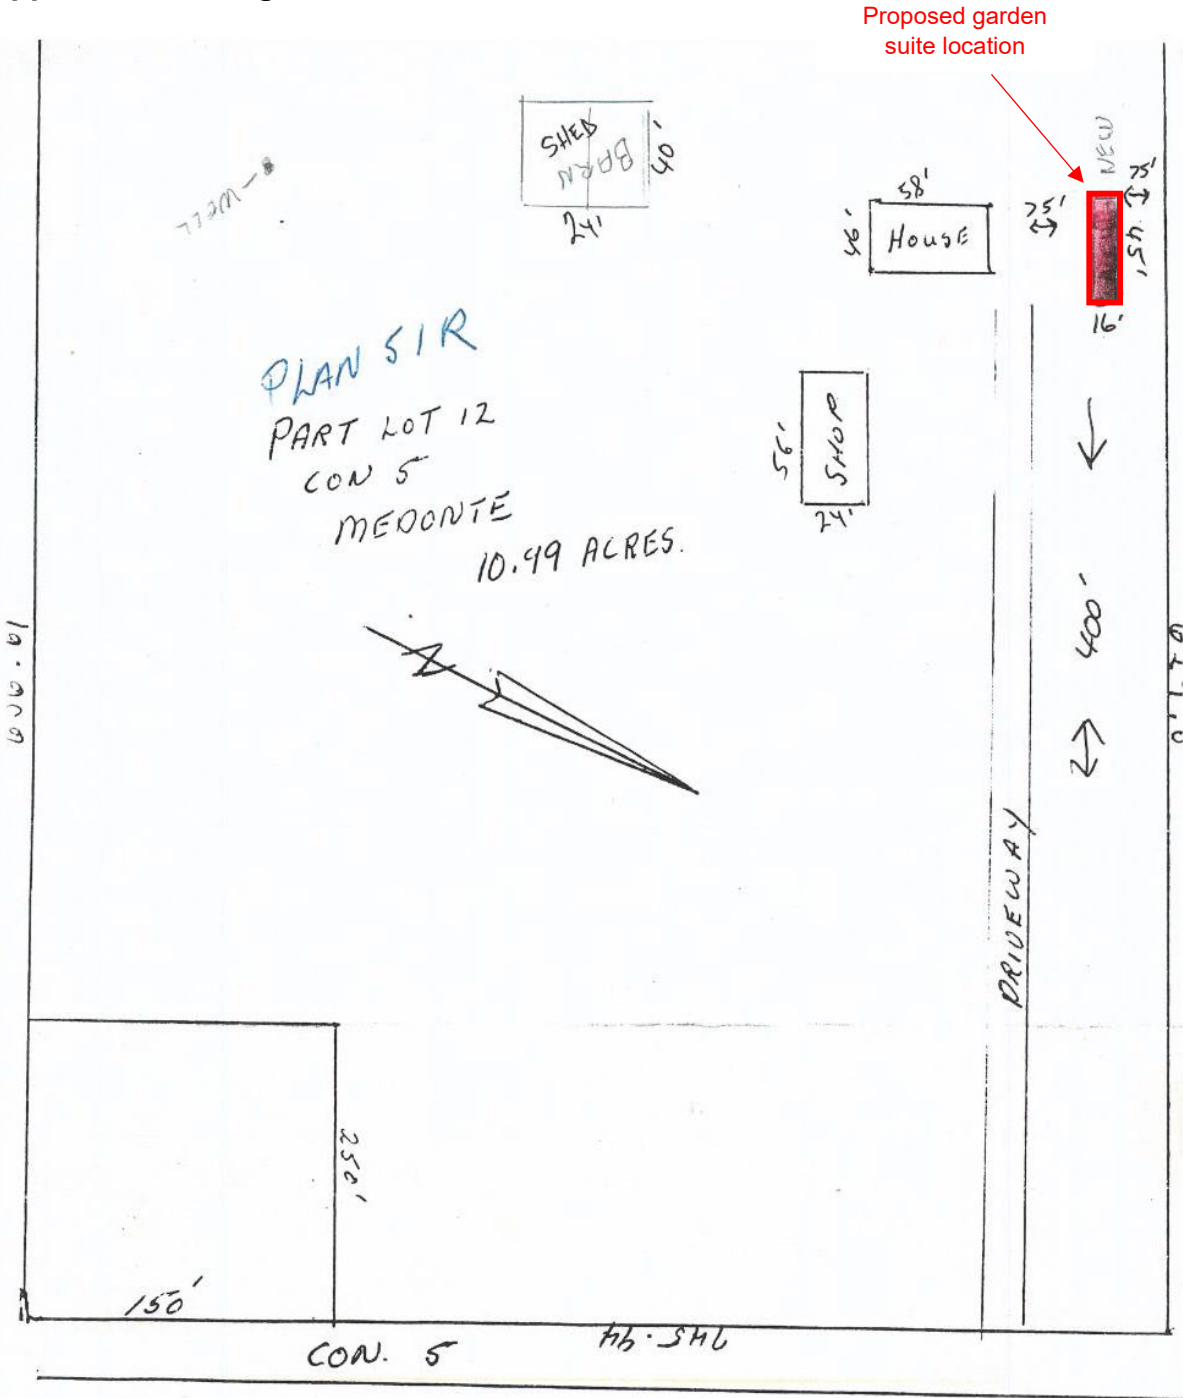 Proposed garden
suite location
NEW
SHED
BARN
40'
24'
WELL
58'
46'
HOUSE
75'
75'
45'
16'
PLAN 51R
PART LOT 12
CON 5
MEDONTE
10.49 ACRES.
56'
SHOP
24'
N
400'
DRIVEWAY
250'
150'
CON. 5
745.44